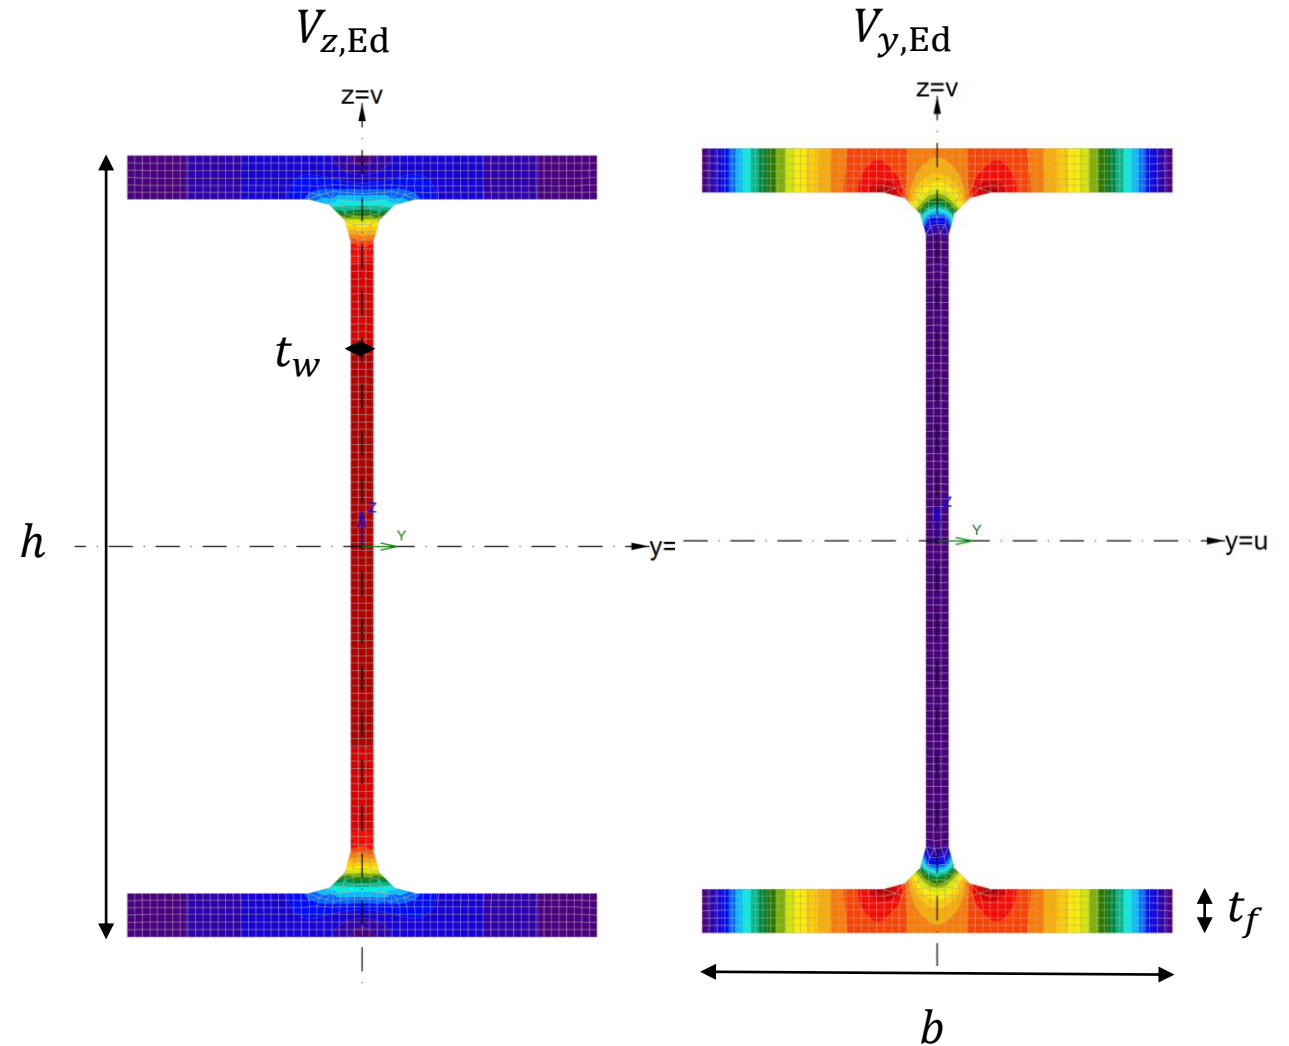 V_{z,Ed}
V_{y,Ed}
z=v
z=v
t_w
z
Y
h
y=
z
Y
y=u
t_f
b